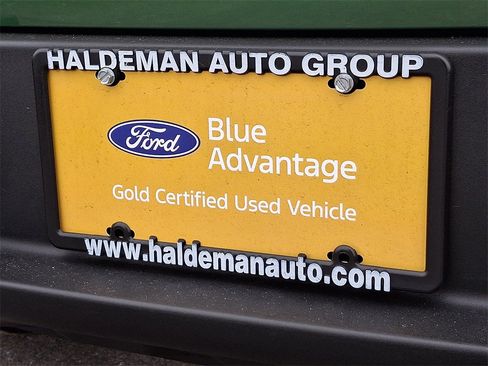 HALDEMAN AUTO GROUP
Ford
Blue
Advantage
Gold Certified Used Vehicle
www.haldemanauto.com